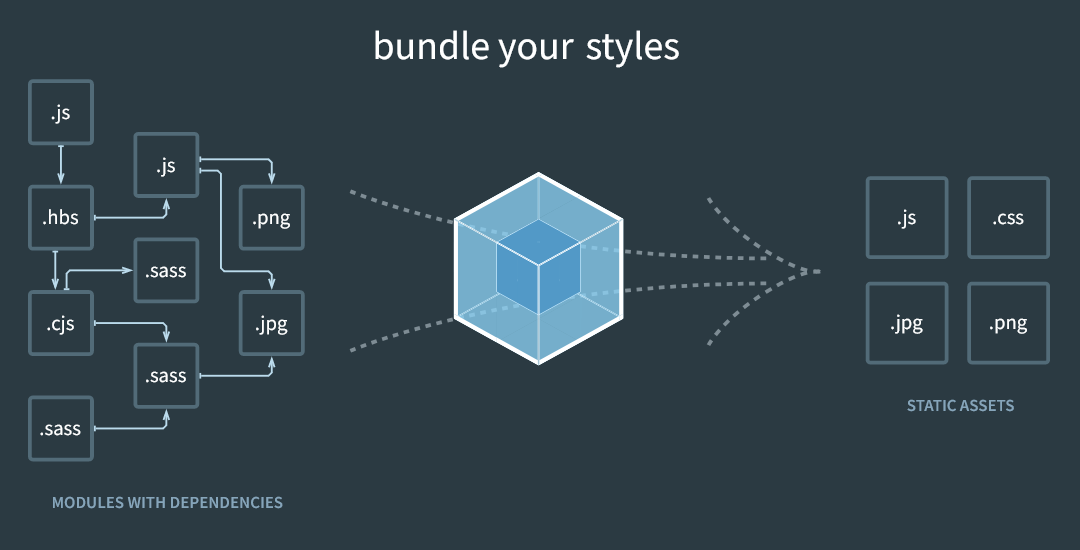 bundle your styles
.js
.js
.hbs
.png
.sass
.cjs
.jpg
.sass
.sass
MODULES WITH DEPENDENCIES
.js
.css
.jpg
.png
STATIC ASSETS